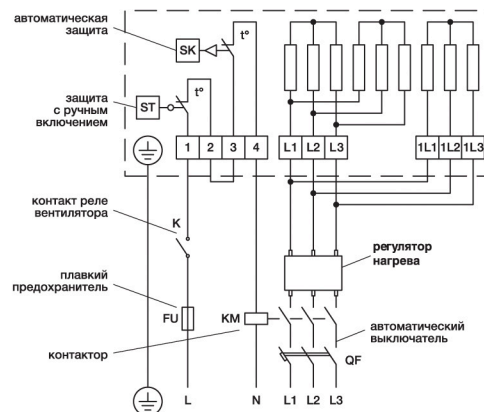 автоматическая
защита
SK
t°
защита
с ручным
включением
ST
t°
1 2 3 4 L1 L2 L3 1L1 1L2 1L3
контакт реле
вентилятора
K
регулятор
нагрева
плавкий
предохранитель
FU
KM
автоматический
выключатель
контактор
QF
L N L1 L2 L3